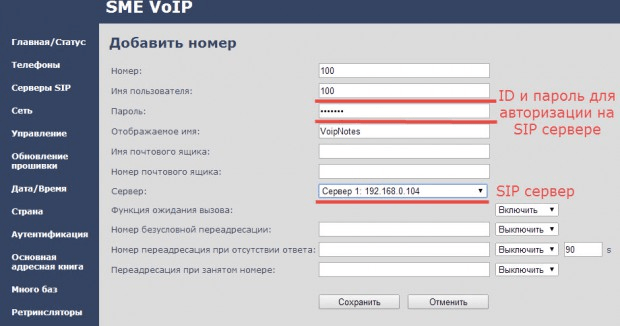 SME VoIP
Главная/Статус
Телефоны
Серверы SIP
Сеть
Управление
Обновление
прошивки
Дата/Время
Страна
Аутентификация
Основная
адресная книга
Много баз
Ретрансляторы
Добавить номер
Номер: 100
Имя пользователя: 100
Пароль: •••••••
Отображаемое имя: VoipNotes
Имя почтового ящика:
Номер почтового ящика:
Сервер: Сервер 1: 192.168.0.104
Функция ожидания вызова: Включить
Номер безусловной переадресации: Выключить
Номер переадресация при отсутствии ответа: Выключить 90 s
Переадресация при занятом номере: Выключить
Сохранить Отменить
ID и пароль для
авторизации на
SIP сервере
SIP сервер